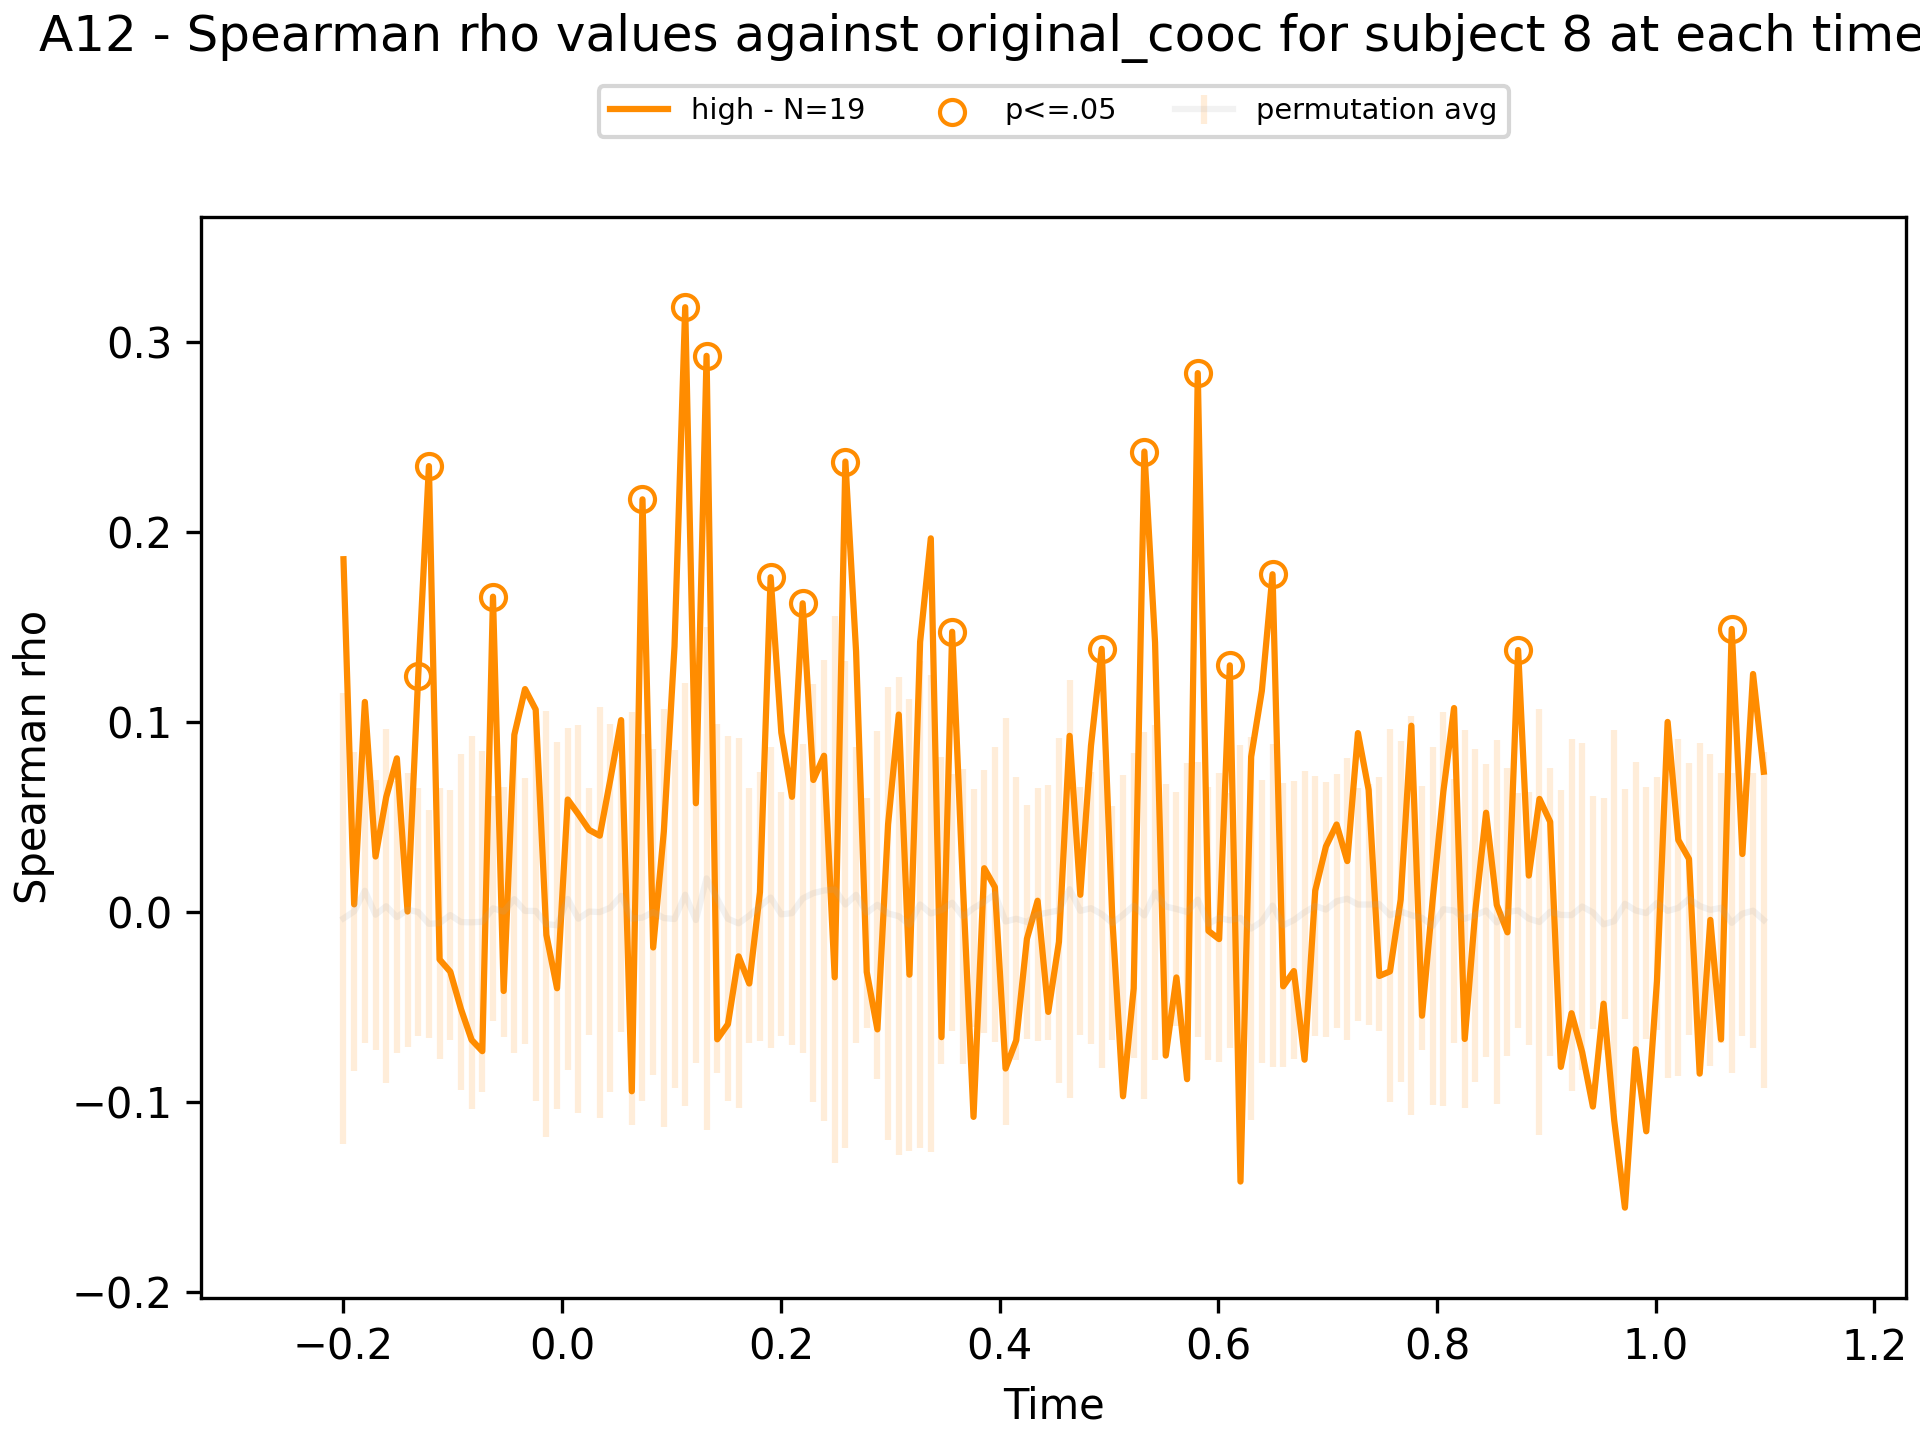 A12 - Spearman rho values against original_cooc for subject 8 at each time
high - N=19 p<=.05 permutation avg
Spearman rho
0.3
0.2
0.1
0.0
−0.1
−0.2
−0.2 0.0 0.2 0.4 0.6 0.8 1.0 1.2
Time